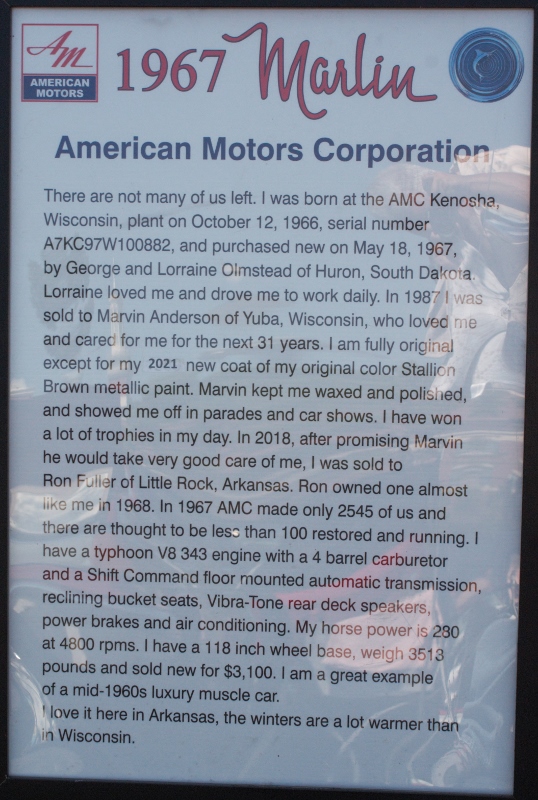 AM
AMERICAN
MOTORS
1967 Marlin
American Motors Corporation
There are not many of us left. I was born at the AMC Kenosha,
Wisconsin, plant on October 12, 1966, serial number
A7KC97W100882, and purchased new on May 18, 1967,
by George and Lorraine Olmstead of Huron, South Dakota.
Lorraine loved me and drove me to work daily. In 1987 I was
sold to Marvin Anderson of Yuba, Wisconsin, who loved me
and cared for me for the next 31 years. I am fully original
except for my 2021 new coat of my original color Stallion
Brown metallic paint. Marvin kept me waxed and polished,
and showed me off in parades and car shows. I have won
a lot of trophies in my day. In 2018, after promising Marvin
he would take very good care of me, I was sold to
Ron Fuller of Little Rock, Arkansas. Ron owned one almost
like me in 1968. In 1967 AMC made only 2545 of us and
there are thought to be less than 100 restored and running. I
have a typhoon V8 343 engine with a 4 barrel carburetor
and a Shift Command floor mounted automatic transmission,
reclining bucket seats, Vibra-Tone rear deck speakers,
power brakes and air conditioning. My horse power is 280
at 4800 rpms. I have a 118 inch wheel base, weigh 3513
pounds and sold new for $3,100. I am a great example
of a mid-1960s luxury muscle car.
I love it here in Arkansas, the winters are a lot warmer than
in Wisconsin.